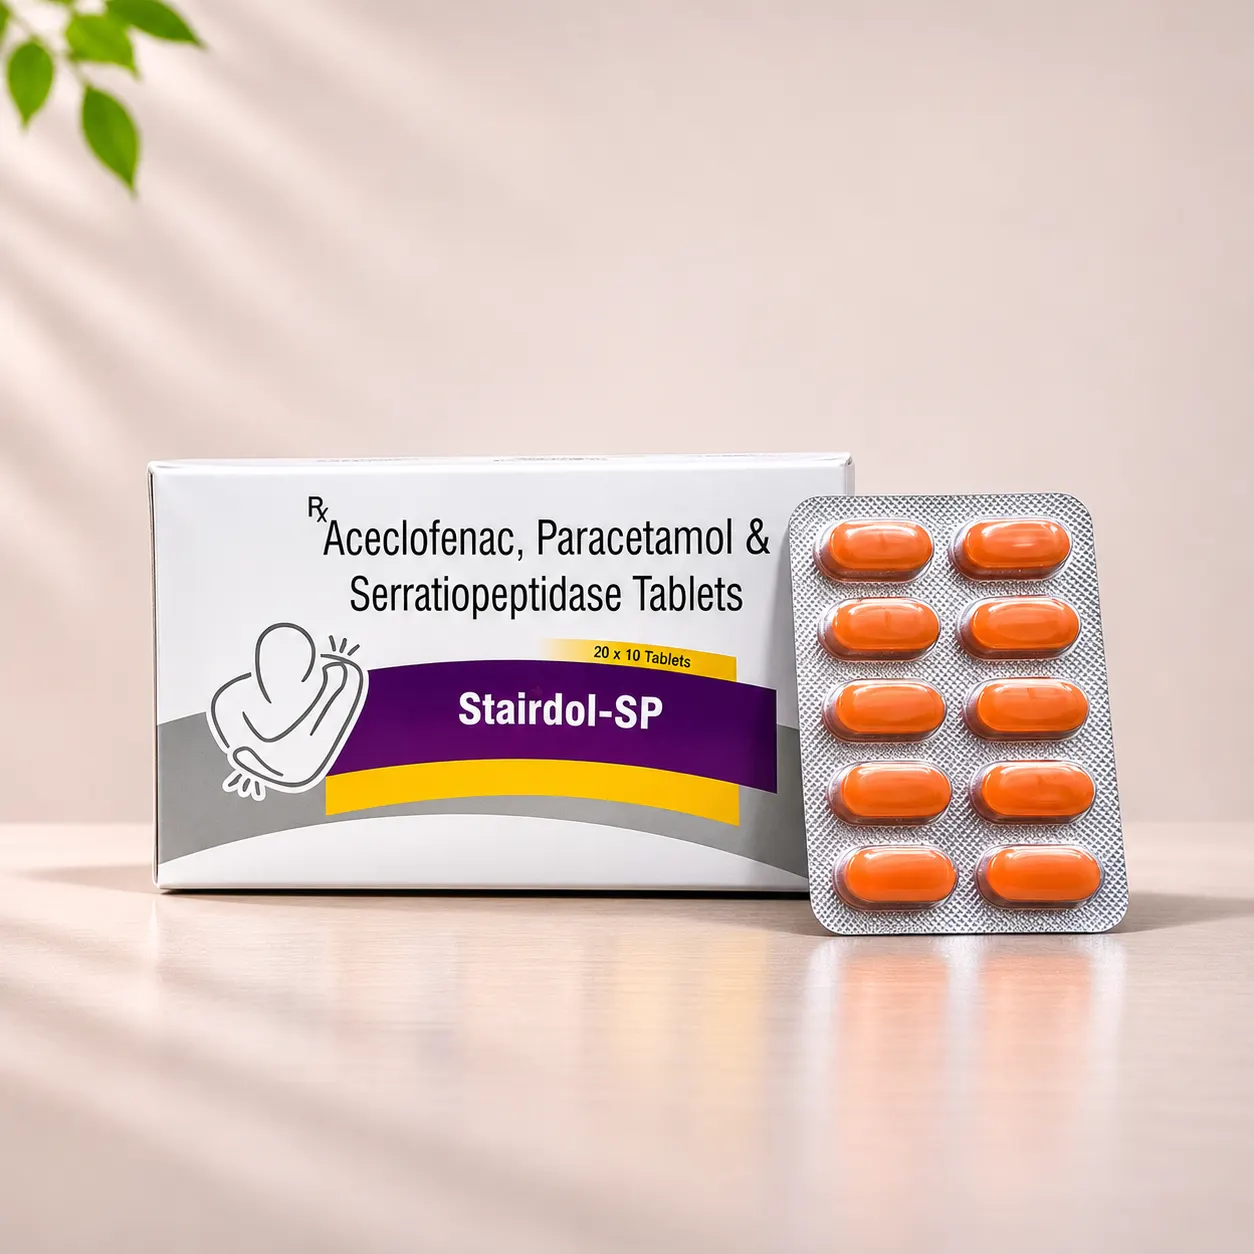 Rx
Aceclofenac, Paracetamol &
Serratiopeptidase Tablets
20 x 10 Tablets
Stairdol-SP